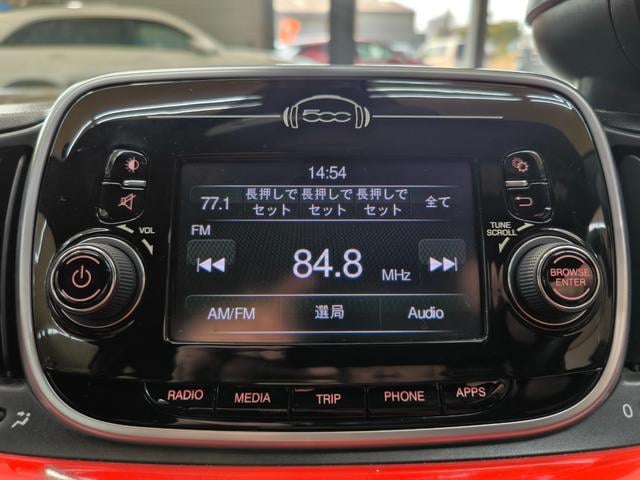 500
14:54
77.1 長押しで 長押しで 長押しで 全て
セット セット セット
FM
84.8 MHz
AM/FM 選局 Audio
VOL
TUNE
SCROLL
BROWSE
ENTER
RADIO MEDIA TRIP PHONE APPS
0